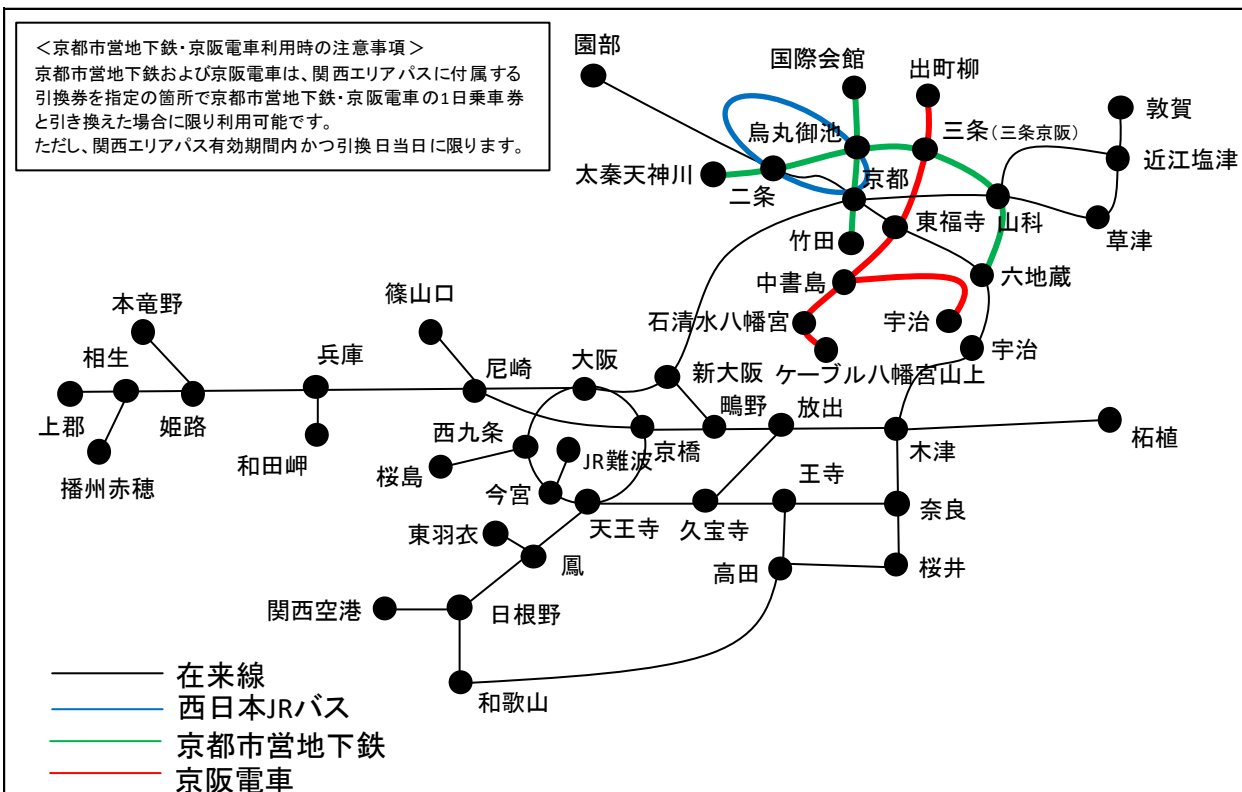 <京都市営地下鉄・京阪電車利用時の注意事項>
京都市営地下鉄および京阪電車は、関西エリアパスに付属する
引換券を指定の箇所で京都市営地下鉄・京阪電車の1日乗車券
と引き換えた場合に限り利用可能です。
ただし、関西エリアパス有効期間内かつ引換日当日に限ります。
園部
国際会館
出町柳
敦賀
烏丸御池
三条(三条京阪)
近江塩津
太秦天神川
二条
京都
竹田
東福寺
山科
草津
中書島
六地蔵
石清水八幡宮
宇治
宇治
ケーブル八幡宮山上
本竜野
篠山口
相生
兵庫
尼崎
大阪
新大阪
鴫野
放出
上郡
姫路
播州赤穂
和田岬
西九条
桜島
JR難波
京橋
木津
柘植
今宮
天王寺
久宝寺
王寺
奈良
東羽衣
鳳
高田
桜井
関西空港
日根野
和歌山
在来線
西日本JRバス
京都市営地下鉄
京阪電車